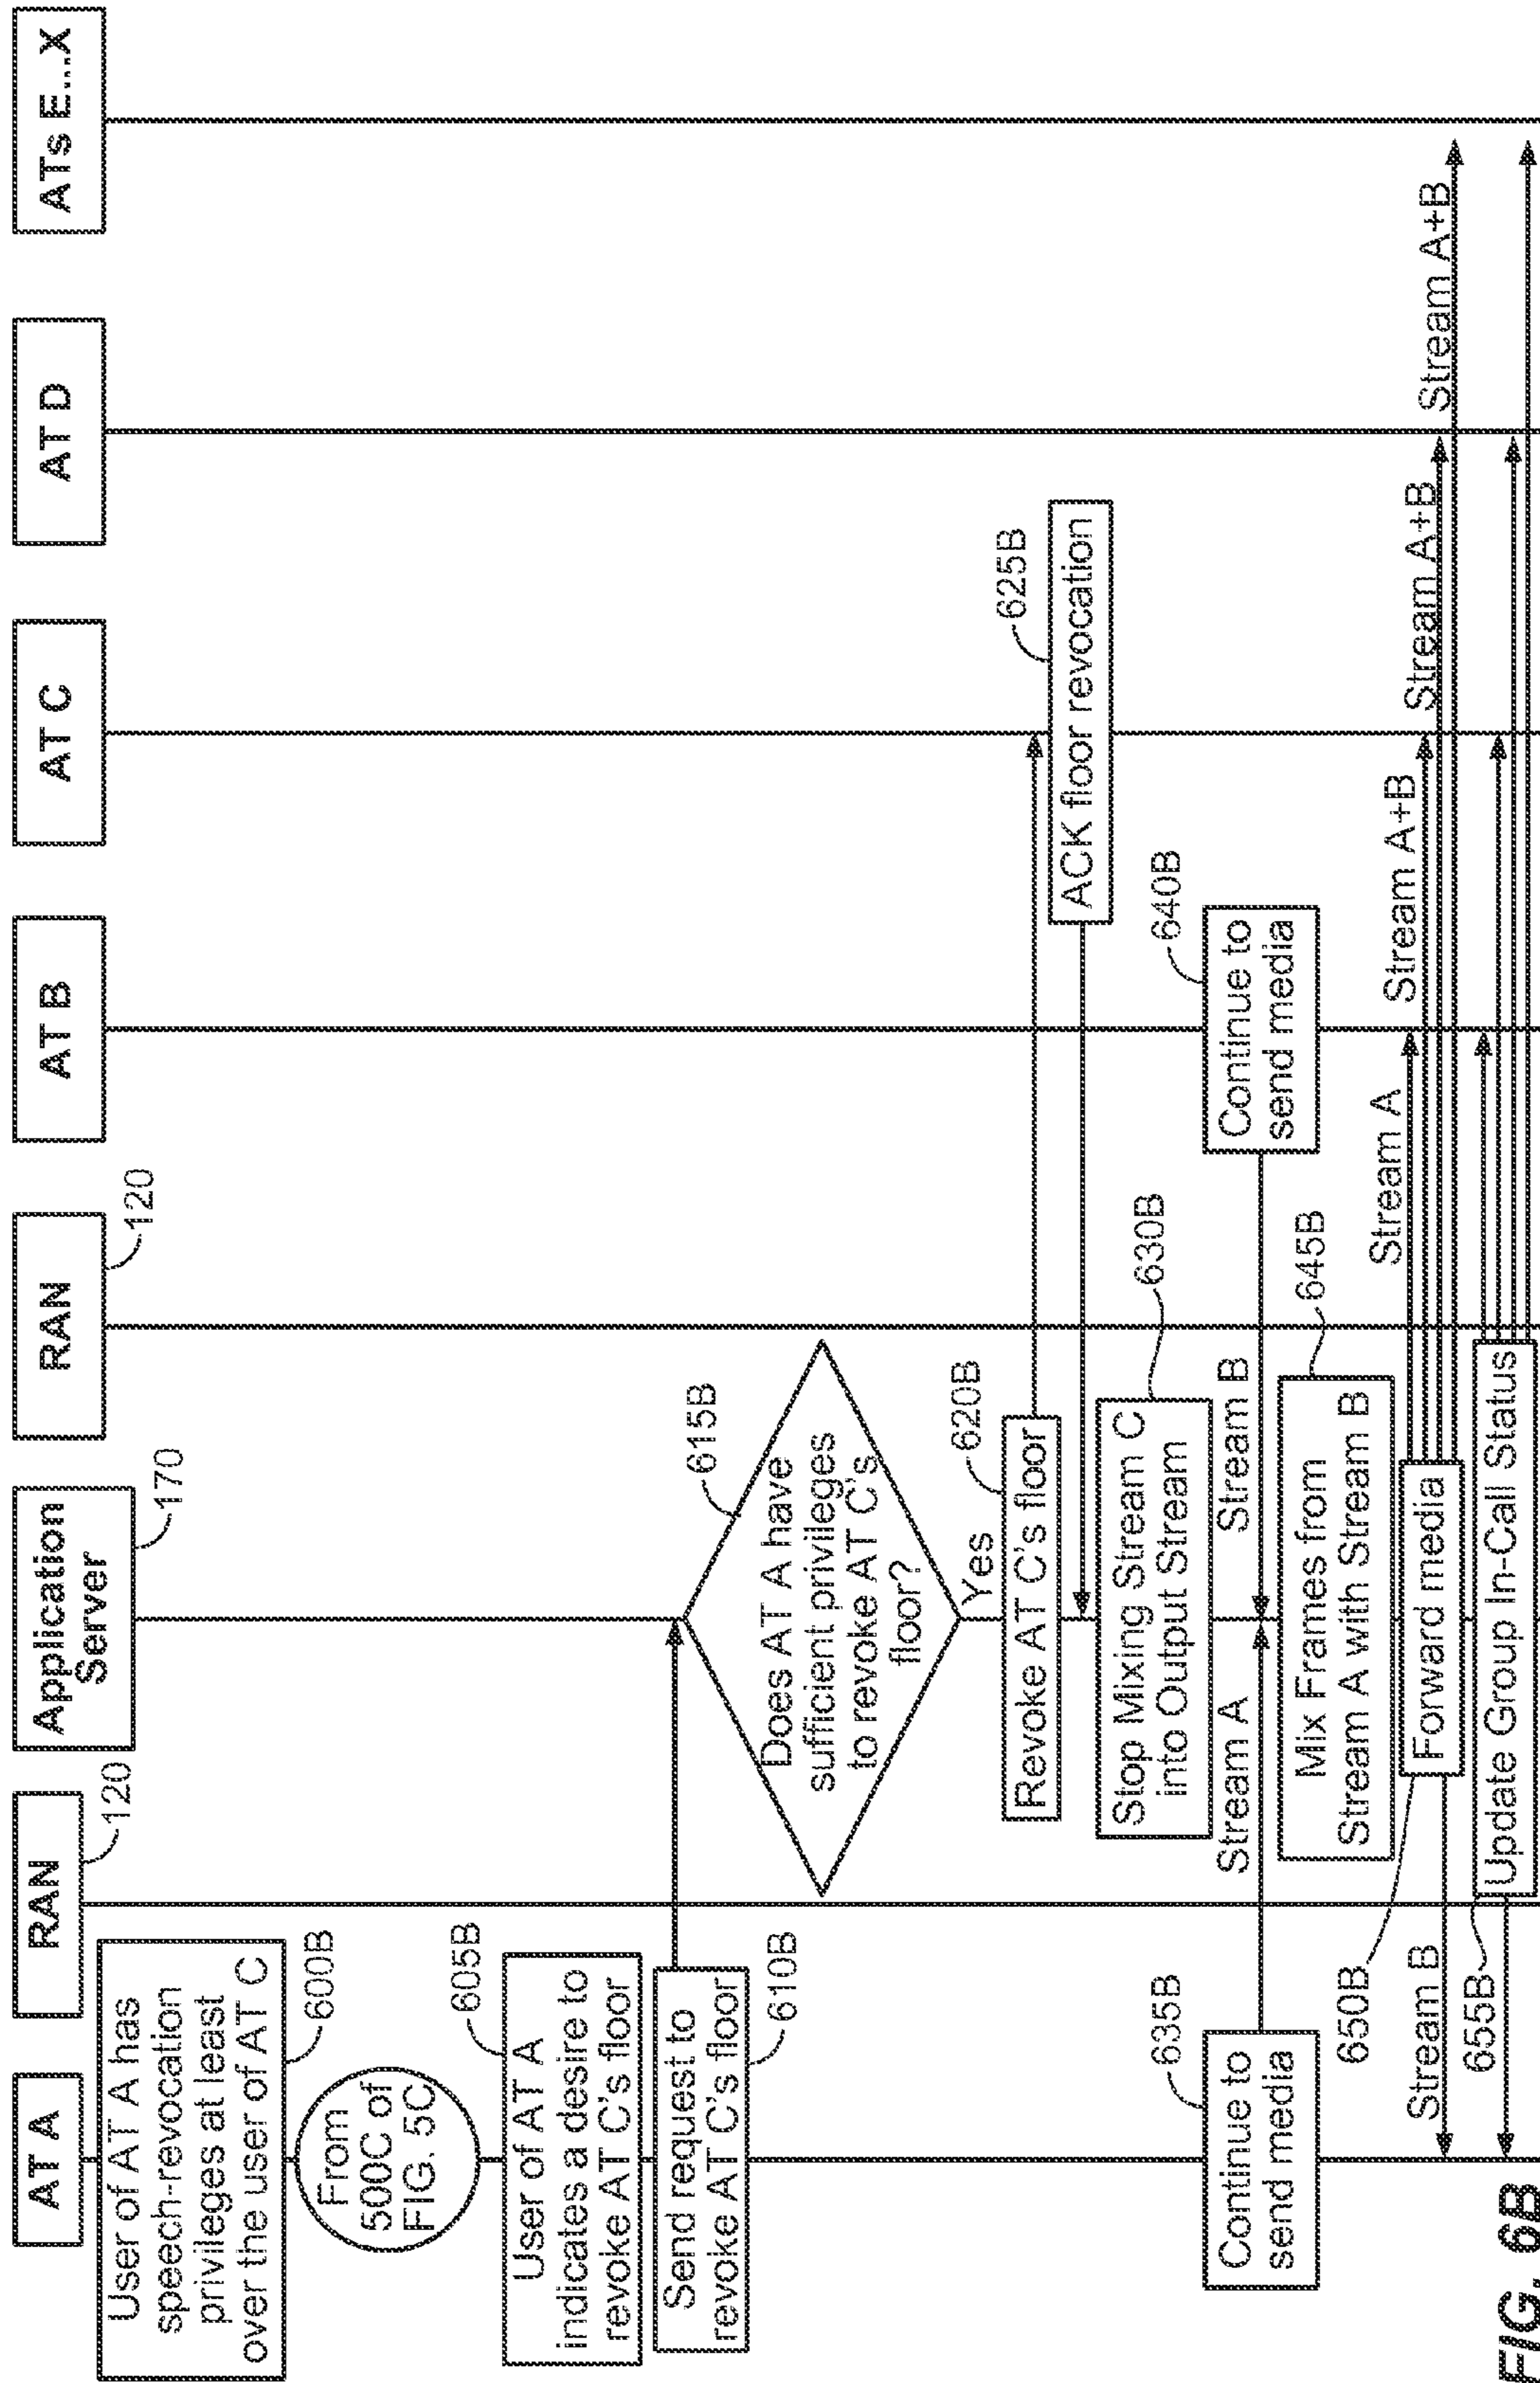 AT A
RAN
120
Application
Server
170
RAN
120
AT B
AT C
AT D
ATs E...X
User of AT A has
speech-revocation
privileges at least
over the user of AT C
600B
From
500C of
FIG. 5C
605B
User of AT A
indicates a desire to
revoke AT C's floor
Send request to
revoke AT C's floor
610B
615B
Does AT A have
sufficient privileges
to revoke AT C's
floor?
Yes
620B
Revoke AT C's floor
625B
ACK floor revocation
630B
Stop Mixing Stream C
into Output Stream
635B
Continue to
send media
Stream A
Stream B
640B
Continue to
send media
645B
Mix Frames from
Stream A with Stream B
650B
Forward media
Stream B
Stream A
Stream A+B
Stream A+B
Stream A+B
655B
Update Group In-Call Status
FIG. 6B